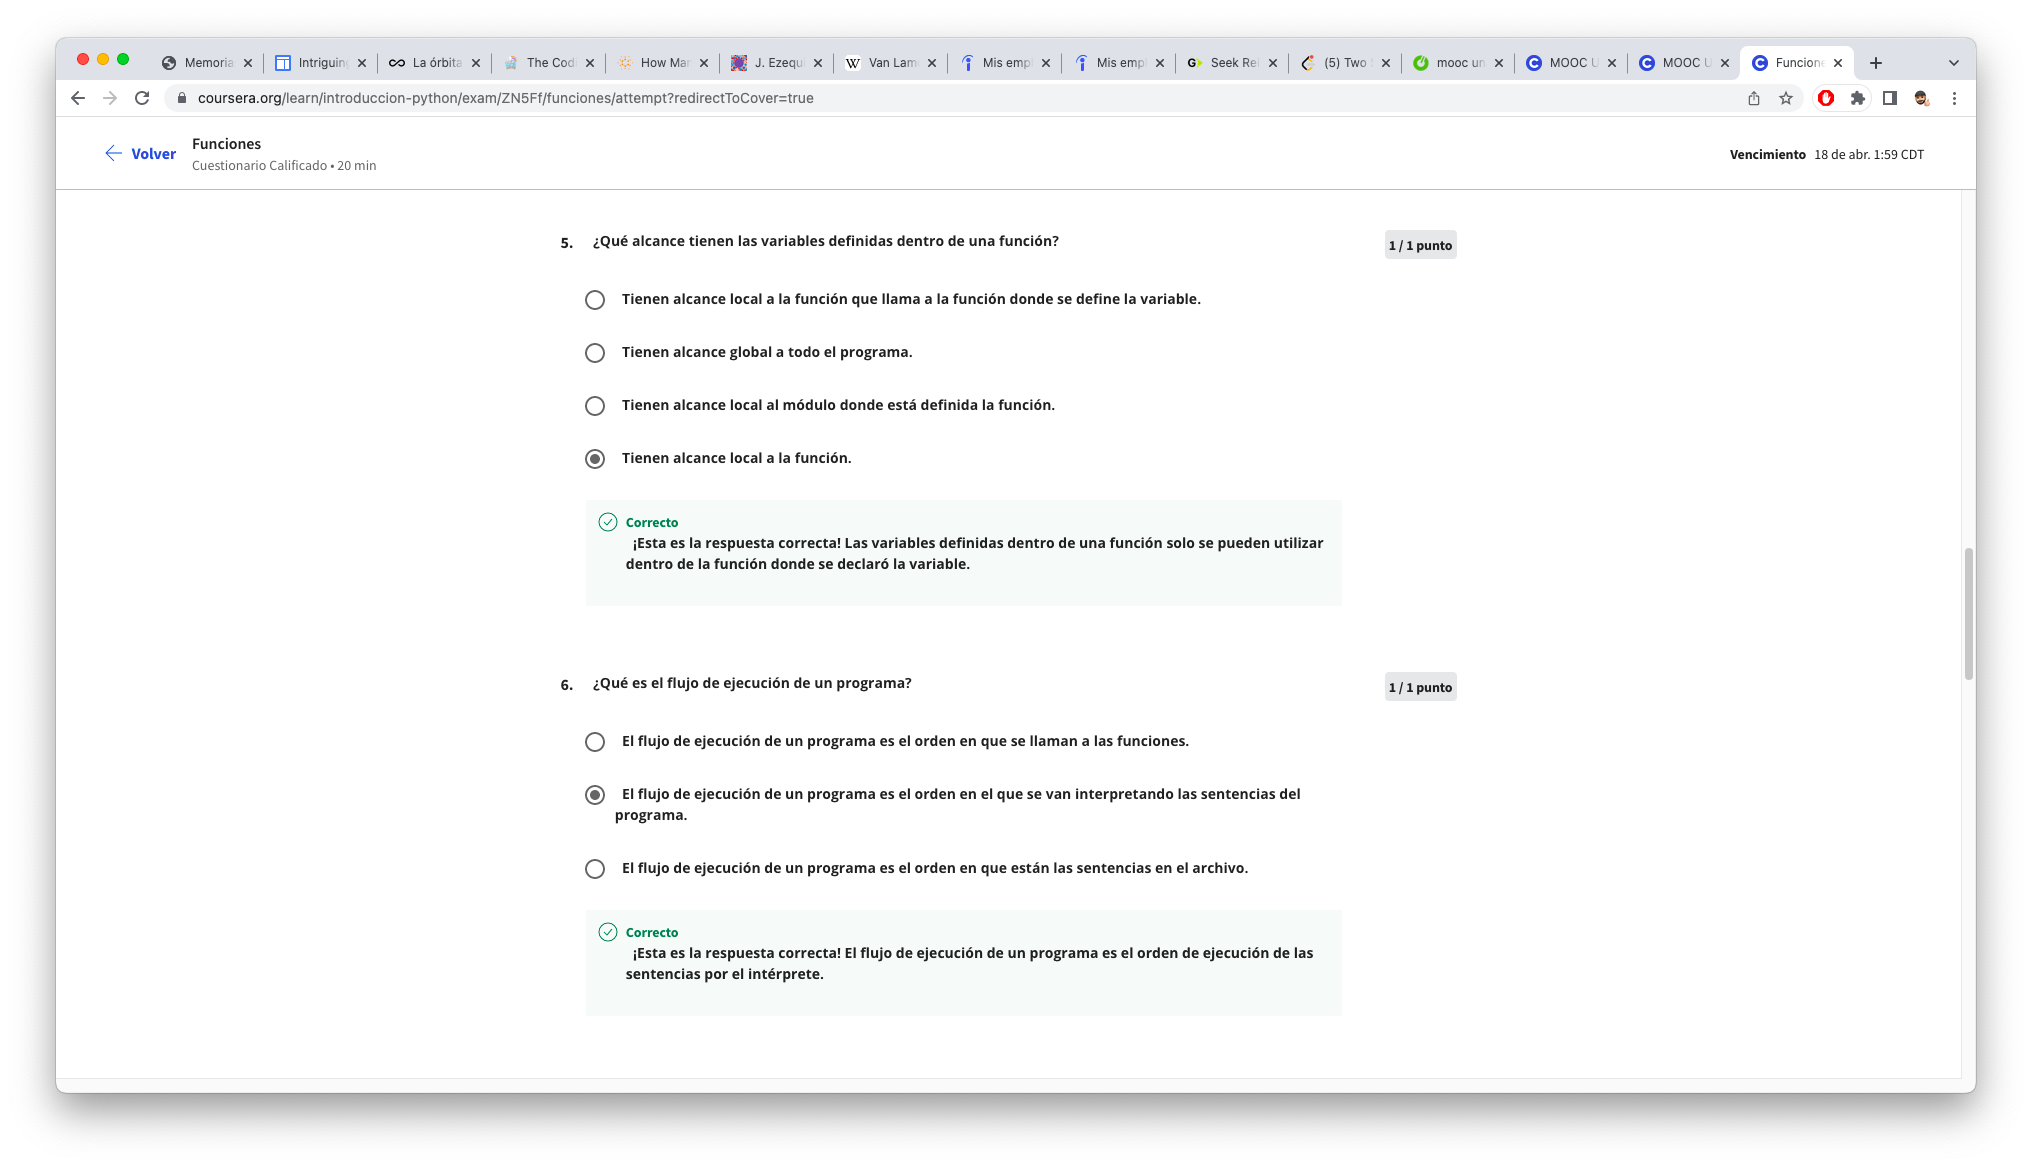 Memoria
Intriguing
La órbita
The Codi
How Mar
J. Ezequi
Van Lam
Mis empl
Mis empl
Seek Rel
(5) Two
mooc un
MOOC U
MOOC U
Funcione
coursera.org/learn/introduccion-python/exam/ZN5Ff/funciones/attempt?redirectToCover=true
Volver
Funciones
Cuestionario Calificado • 20 min
Vencimiento 18 de abr. 1:59 CDT
5. ¿Qué alcance tienen las variables definidas dentro de una función?
1 / 1 punto
Tienen alcance local a la función que llama a la función donde se define la variable.
Tienen alcance global a todo el programa.
Tienen alcance local al módulo donde está definida la función.
Tienen alcance local a la función.
Correcto
¡Esta es la respuesta correcta! Las variables definidas dentro de una función solo se pueden utilizar
dentro de la función donde se declaró la variable.
6. ¿Qué es el flujo de ejecución de un programa?
1 / 1 punto
El flujo de ejecución de un programa es el orden en que se llaman a las funciones.
El flujo de ejecución de un programa es el orden en el que se van interpretando las sentencias del
programa.
El flujo de ejecución de un programa es el orden en que están las sentencias en el archivo.
Correcto
¡Esta es la respuesta correcta! El flujo de ejecución de un programa es el orden de ejecución de las
sentencias por el intérprete.